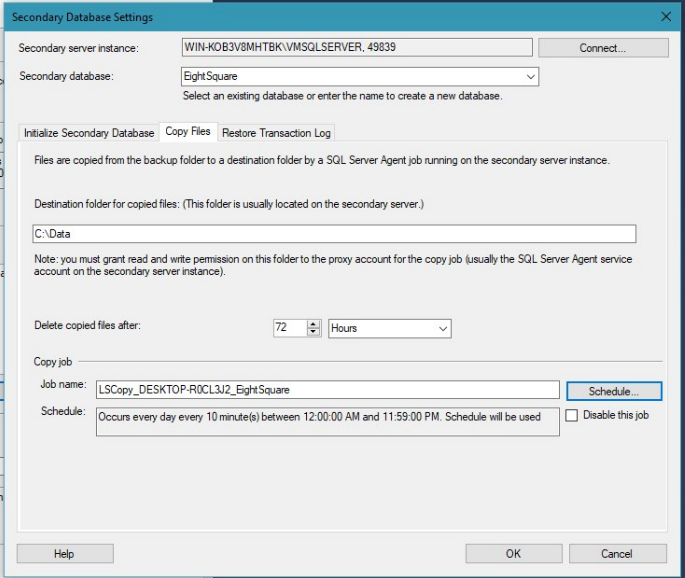 Secondary Database Settings
Secondary server instance:
WIN-KOB3V8MHTBK\VMSQLSERVER, 49839
Connect...
Secondary database:
EightSquare
Select an existing database or enter the name to create a new database.
Initialize Secondary Database
Copy Files
Restore Transaction Log
Files are copied from the backup folder to a destination folder by a SQL Server Agent job running on the secondary server instance.
Destination folder for copied files: (This folder is usually located on the secondary server.)
C:\Data
Note: you must grant read and write permission on this folder to the proxy account for the copy job (usually the SQL Server Agent service
account on the secondary server instance).
Delete copied files after:
72
Hours
Copy job
Job name:
LSCopy_DESKTOP-R0CL3J2_EightSquare
Schedule...
Schedule:
Occurs every day every 10 minute(s) between 12:00:00 AM and 11:59:00 PM. Schedule will be used
Disable this job
Help
OK
Cancel